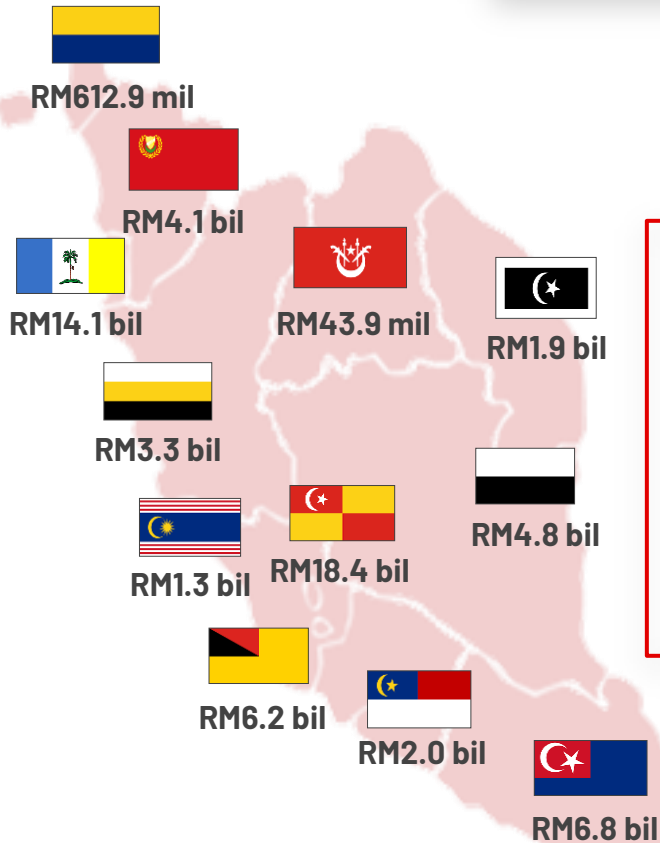 RM612.9 mil
RM4.1 bil
RM14.1 bil
RM43.9 mil
RM1.9 bil
RM3.3 bil
RM4.8 bil
RM1.3 bil
RM18.4 bil
RM6.2 bil
RM2.0 bil
RM6.8 bil